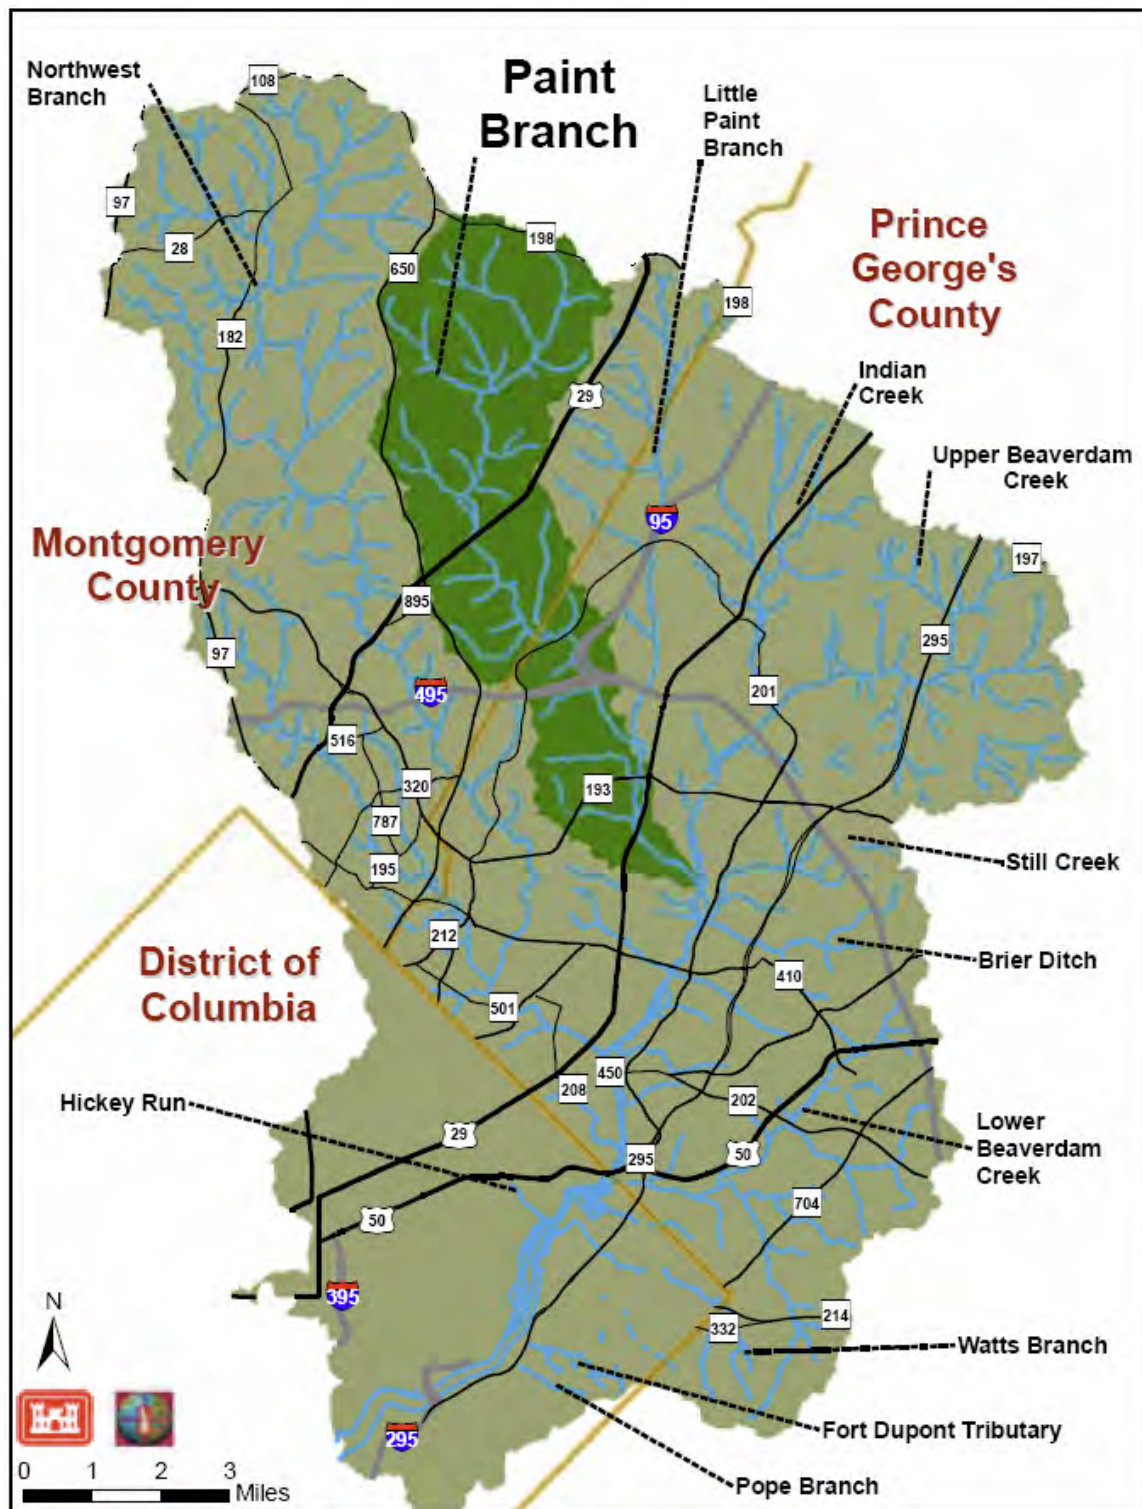 Northwest
Branch
108
Paint
Branch
Little
Paint
Branch
97
28
198
650
Prince
George's
County
198
182
29
Indian
Creek
Upper Beaverdam
Creek
95
Montgomery
County
197
895
295
97
495
201
516
320
193
787
195
Still Creek
212
District of
Columbia
410
Brier Ditch
501
450
208
202
Hickey Run
29
295
50
Lower
Beaverdam
Creek
50
704
N
395
332
214
Watts Branch
295
Fort Dupont Tributary
0 1 2 3
Miles
Pope Branch